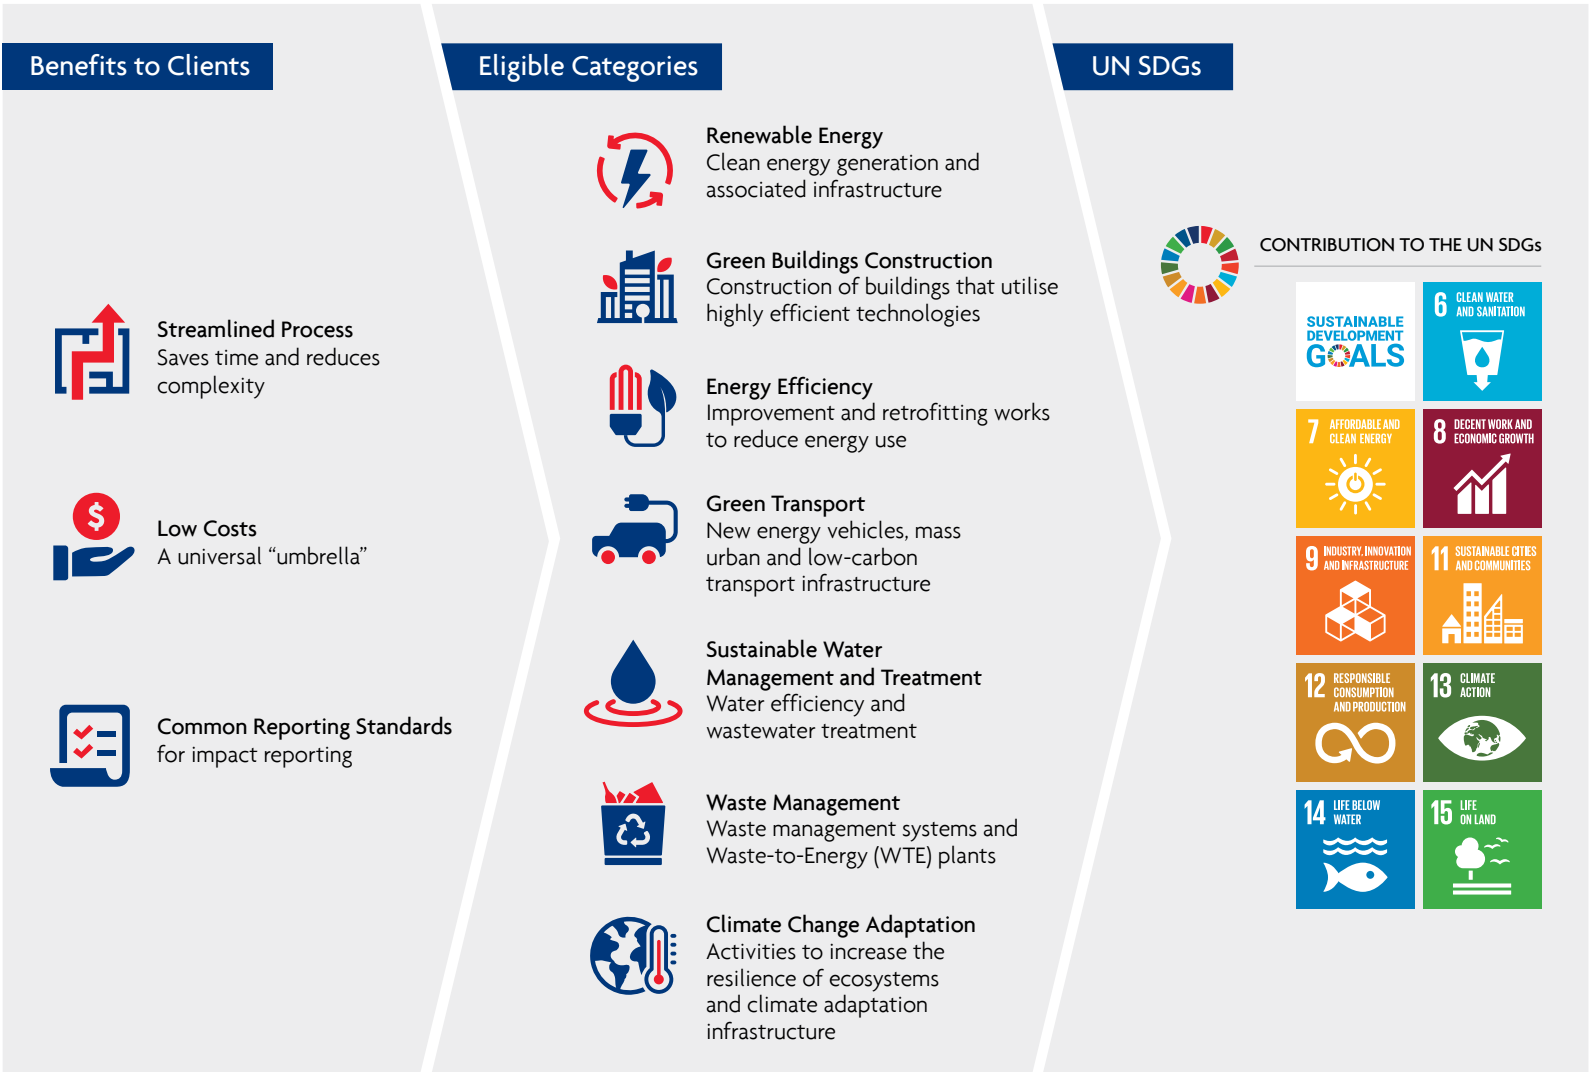 Benefits to Clients
Streamlined Process
Saves time and reduces
complexity
$
Low Costs
A universal “umbrella”
Common Reporting Standards
for impact reporting
Eligible Categories
Renewable Energy
Clean energy generation and
associated infrastructure
Green Buildings Construction
Construction of buildings that utilise
highly efficient technologies
Energy Efficiency
Improvement and retrofitting works
to reduce energy use
Green Transport
New energy vehicles, mass
urban and low-carbon
transport infrastructure
Sustainable Water
Management and Treatment
Water efficiency and
wastewater treatment
Waste Management
Waste management systems and
Waste-to-Energy (WTE) plants
Climate Change Adaptation
Activities to increase the
resilience of ecosystems
and climate adaptation
infrastructure
UN SDGs
CONTRIBUTION TO THE UN SDGs
SUSTAINABLE
DEVELOPMENT
GOALS
6 CLEAN WATER
AND SANITATION
7 AFFORDABLE AND
CLEAN ENERGY
8 DECENT WORK AND
ECONOMIC GROWTH
9 INDUSTRY, INNOVATION
AND INFRASTRUCTURE
11 SUSTAINABLE CITIES
AND COMMUNITIES
12 RESPONSIBLE
CONSUMPTION
AND PRODUCTION
13 CLIMATE
ACTION
14 LIFE BELOW
WATER
15 LIFE
ON LAND